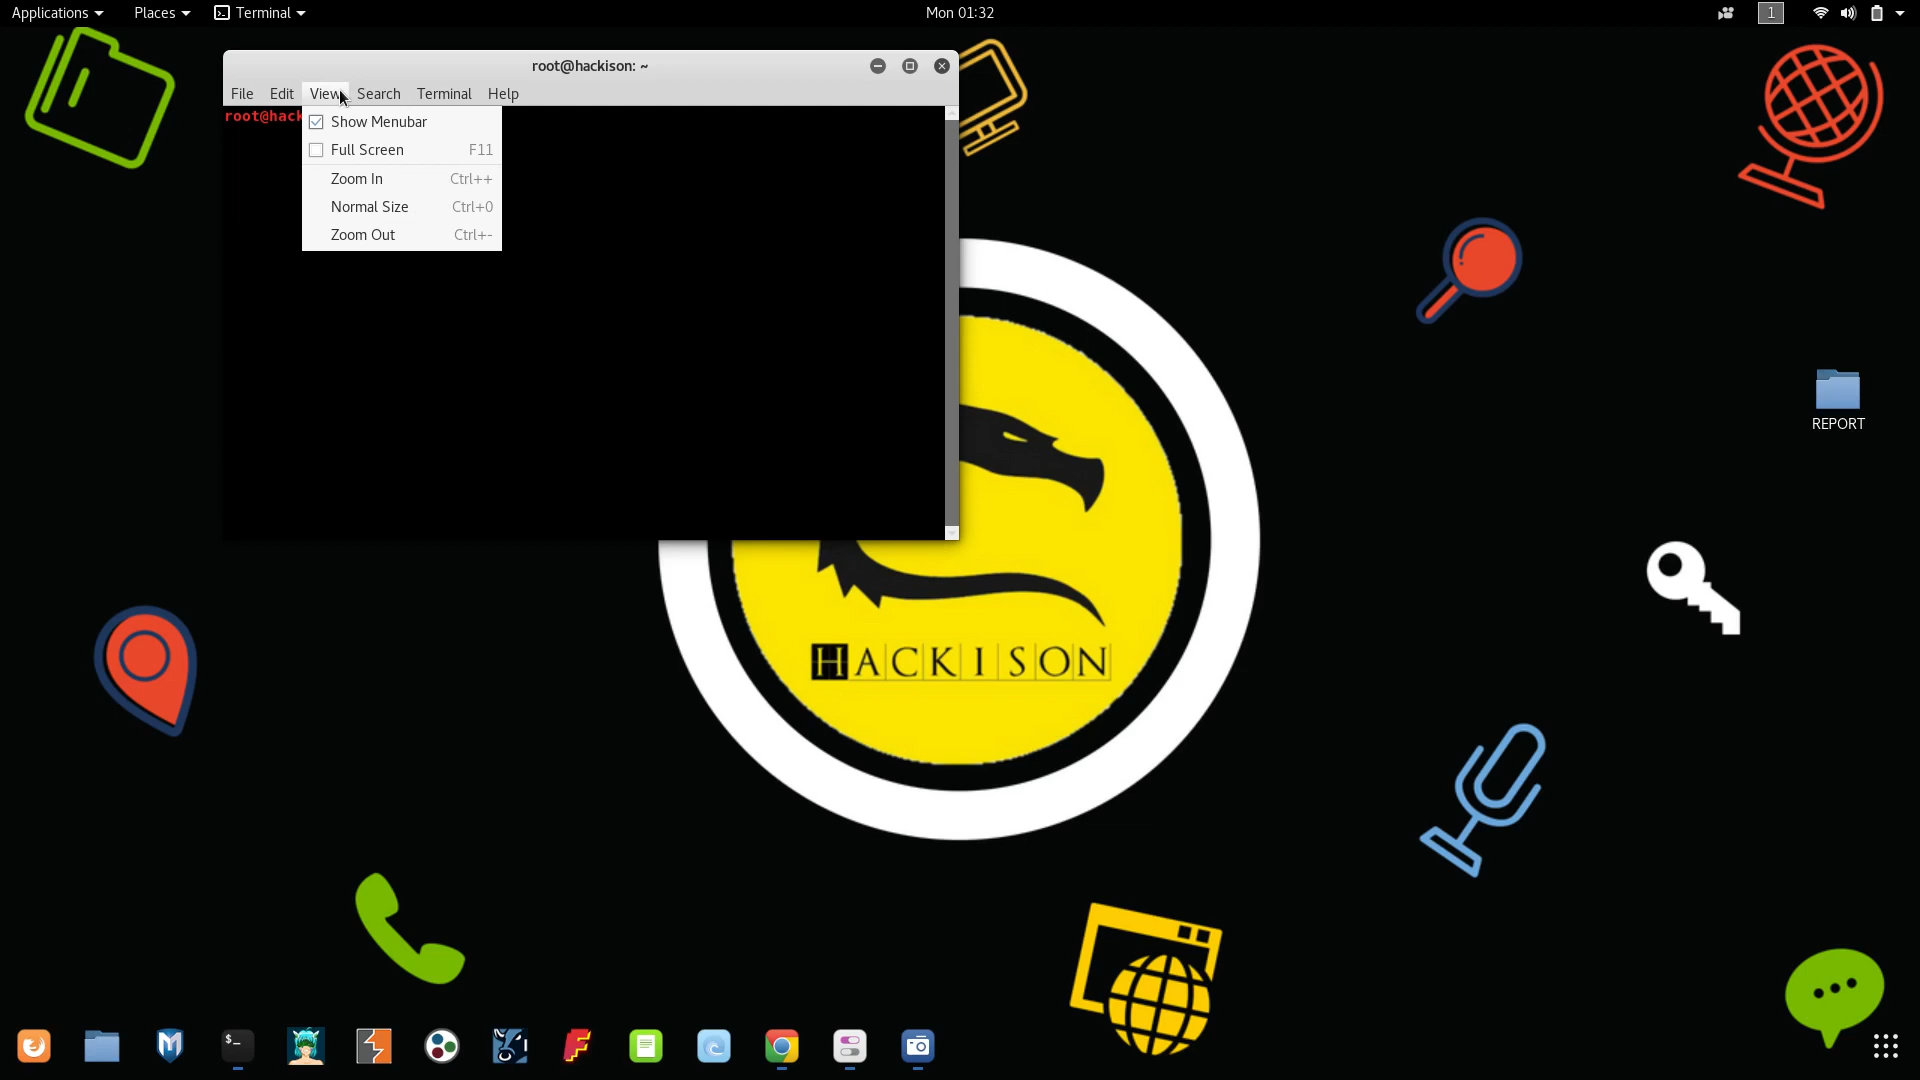 Applications Places Terminal Mon 01:32 1
root@hackison: ~
File Edit View Search Terminal Help
root@hack
Show Menubar
Full Screen F11
Zoom In Ctrl++
Normal Size Ctrl+0
Zoom Out Ctrl+-
REPORT
HACKISON
$_